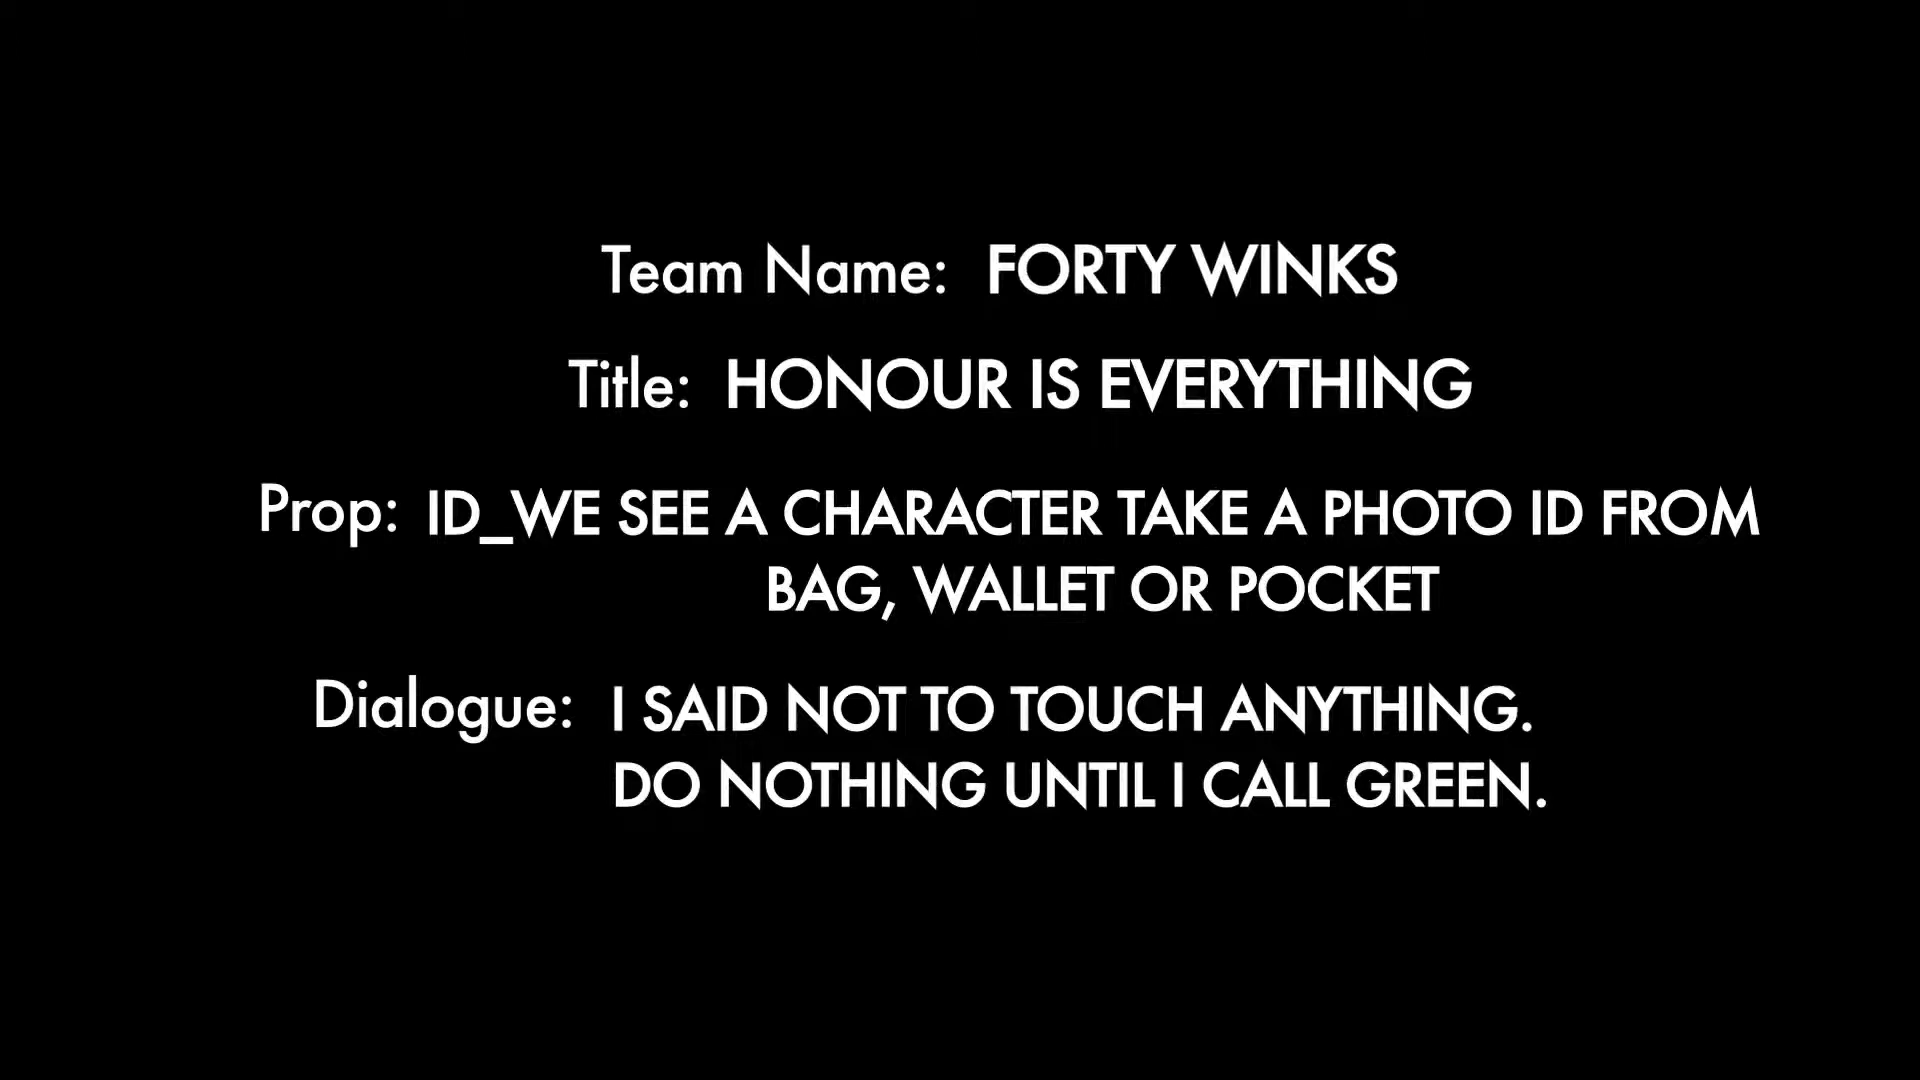 Team Name: FORTY WINKS
Title: HONOUR IS EVERYTHING
Prop: ID_WE SEE A CHARACTER TAKE A PHOTO ID FROM
BAG, WALLET OR POCKET
Dialogue: I SAID NOT TO TOUCH ANYTHING.
DO NOTHING UNTIL I CALL GREEN.